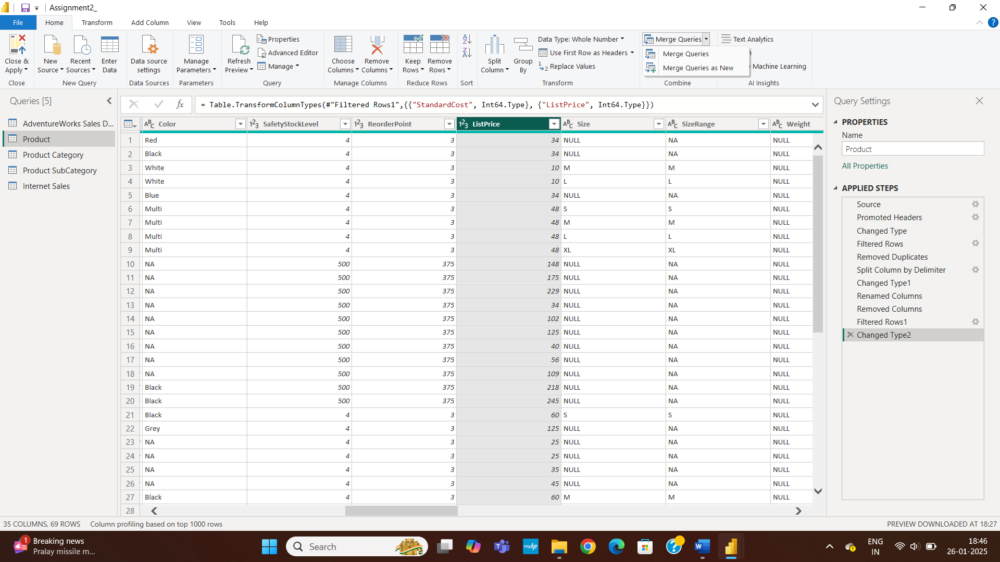 Assignment2_
File Home Transform Add Column View Tools Help
Close & Apply
Close
New Source
Recent Sources
Enter Data
New Query
Data source settings
Data Sources
Manage Parameters
Parameters
Refresh Preview
Properties
Advanced Editor
Manage
Query
Choose Columns
Remove Columns
Manage Columns
Keep Rows
Remove Rows
Reduce Rows
Sort
Split Column
Group By
Data Type: Whole Number
Use First Row as Headers
Replace Values
Transform
Merge Queries
Merge Queries
Merge Queries as New
Combine
Text Analytics
Machine Learning
AI Insights
Queries [5]
AdventureWorks Sales D...
Product
Product Category
Product SubCategory
Internet Sales
fx = Table.TransformColumnTypes(#"Filtered Rows1",{{"StandardCost", Int64.Type}, {"ListPrice", Int64.Type}})
Color SafetyStockLevel ReorderPoint ListPrice Size SizeRange Weight
1 Red 4 3 34 NULL NA NULL
2 Black 4 3 34 NULL NA NULL
3 White 4 3 10 M M NULL
4 White 4 3 10 L L NULL
5 Blue 4 3 34 NULL NA NULL
6 Multi 4 3 48 S S NULL
7 Multi 4 3 48 M M NULL
8 Multi 4 3 48 L L NULL
9 Multi 4 3 48 XL XL NULL
10 NA 500 375 148 NULL NA NULL
11 NA 500 375 175 NULL NA NULL
12 NA 500 375 229 NULL NA NULL
13 NA 500 375 34 NULL NA NULL
14 NA 500 375 102 NULL NA NULL
15 NA 500 375 125 NULL NA NULL
16 NA 500 375 40 NULL NA NULL
17 NA 500 375 56 NULL NA NULL
18 NA 500 375 109 NULL NA NULL
19 Black 500 375 218 NULL NA NULL
20 Black 500 375 245 NULL NA NULL
21 Black 4 3 60 S S NULL
22 Grey 4 3 125 NULL NA NULL
23 NA 4 3 25 NULL NA NULL
24 NA 4 3 25 NULL NA NULL
25 NA 4 3 35 NULL NA NULL
26 NA 4 3 45 NULL NA NULL
27 Black 4 3 60 M M NULL
28
Query Settings
PROPERTIES
Name
Product
All Properties
APPLIED STEPS
Source
Promoted Headers
Changed Type
Filtered Rows
Removed Duplicates
Split Column by Delimiter
Changed Type1
Renamed Columns
Removed Columns
Filtered Rows1
Changed Type2
35 COLUMNS, 69 ROWS Column profiling based on top 1000 rows
PREVIEW DOWNLOADED AT 18:27
1
Breaking news
Pralay missile m...
Search
myhp
ENG
IN
18:46
26-01-2025